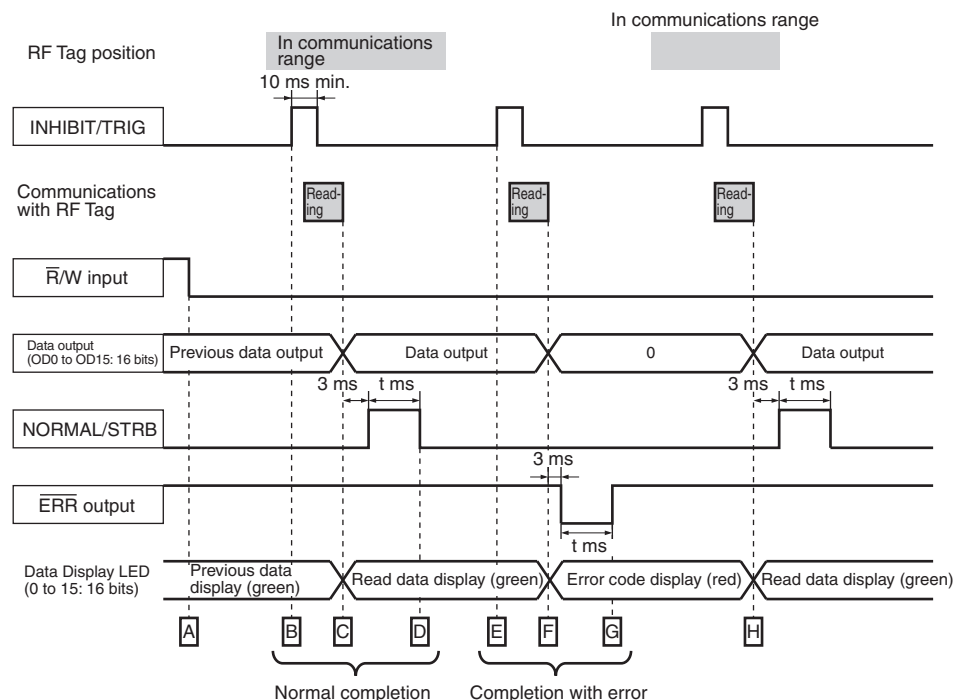 In communications range
RF Tag position
In communications
range
10 ms min.
INHIBIT/TRIG
Communications
with RF Tag
Read-
ing
Read-
ing
Read-
ing
R̅/W input
Data output
(OD0 to OD15: 16 bits)
Previous data output
Data output
0
Data output
3 ms
t ms
3 ms
t ms
NORMAL/STRB
3 ms
E̅R̅R̅ output
t ms
Data Display LED
(0 to 15: 16 bits)
Previous data
display (green)
Read data display (green)
Error code display (red)
Read data display (green)
A
B
C
D
E
F
G
H
Normal completion
Completion with error